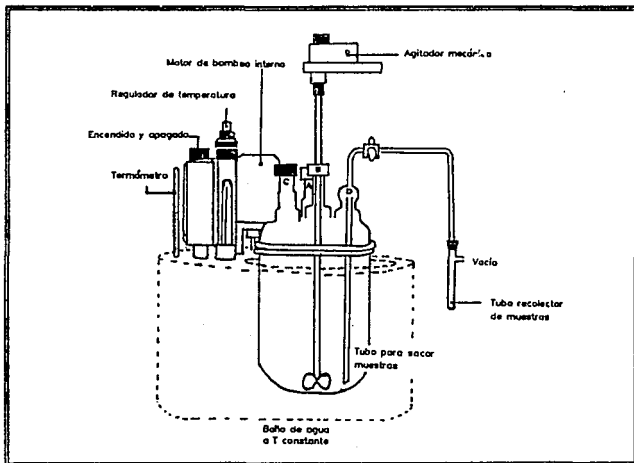 Agitador mecánico
Motor de bombeo interno
Regulador de temperatura
Encendido y apagado
Termómetro
C
A
B
D
Vacío
Tubo recolector
de muestras
Tubo para sacar
muestras
Baño de agua
a T constante